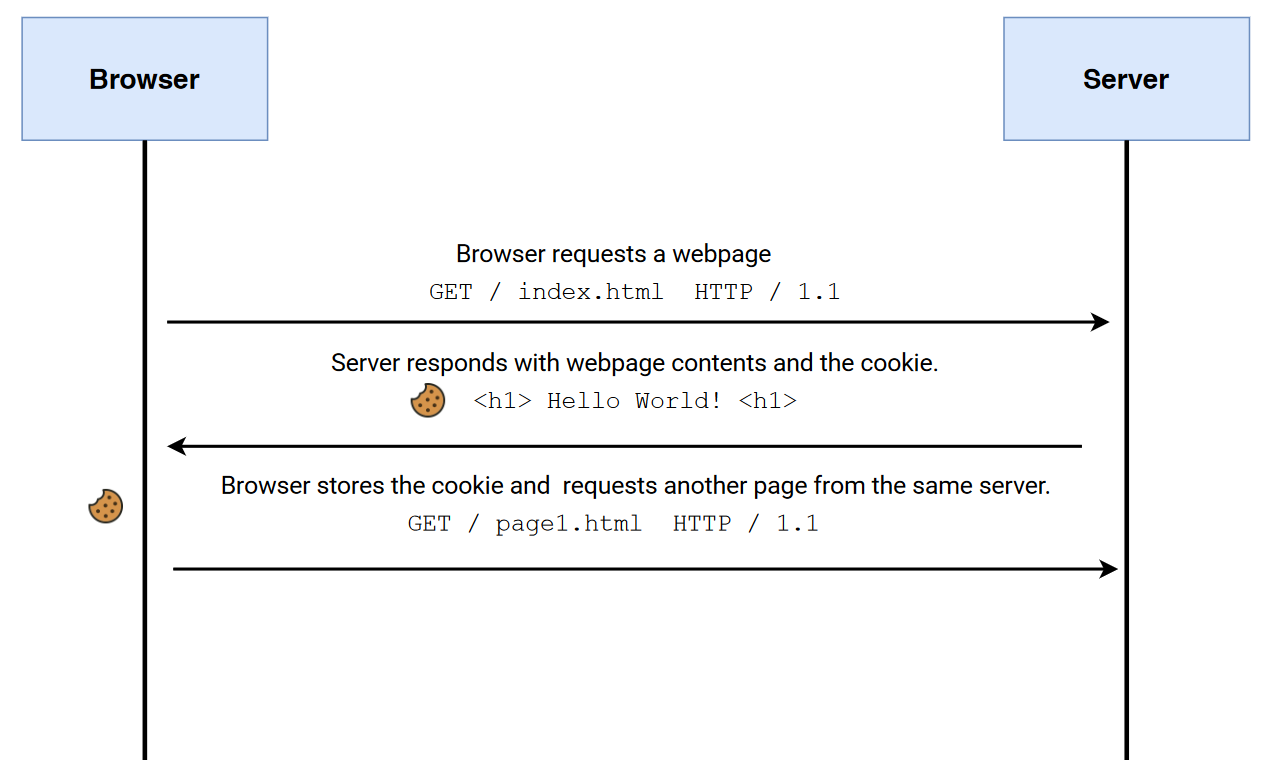 Browser
Server
Browser requests a webpage
GET / index.html  HTTP / 1.1
Server responds with webpage contents and the cookie.
<h1> Hello World! <h1>
Browser stores the cookie and  requests another page from the same server.
GET / page1.html  HTTP / 1.1